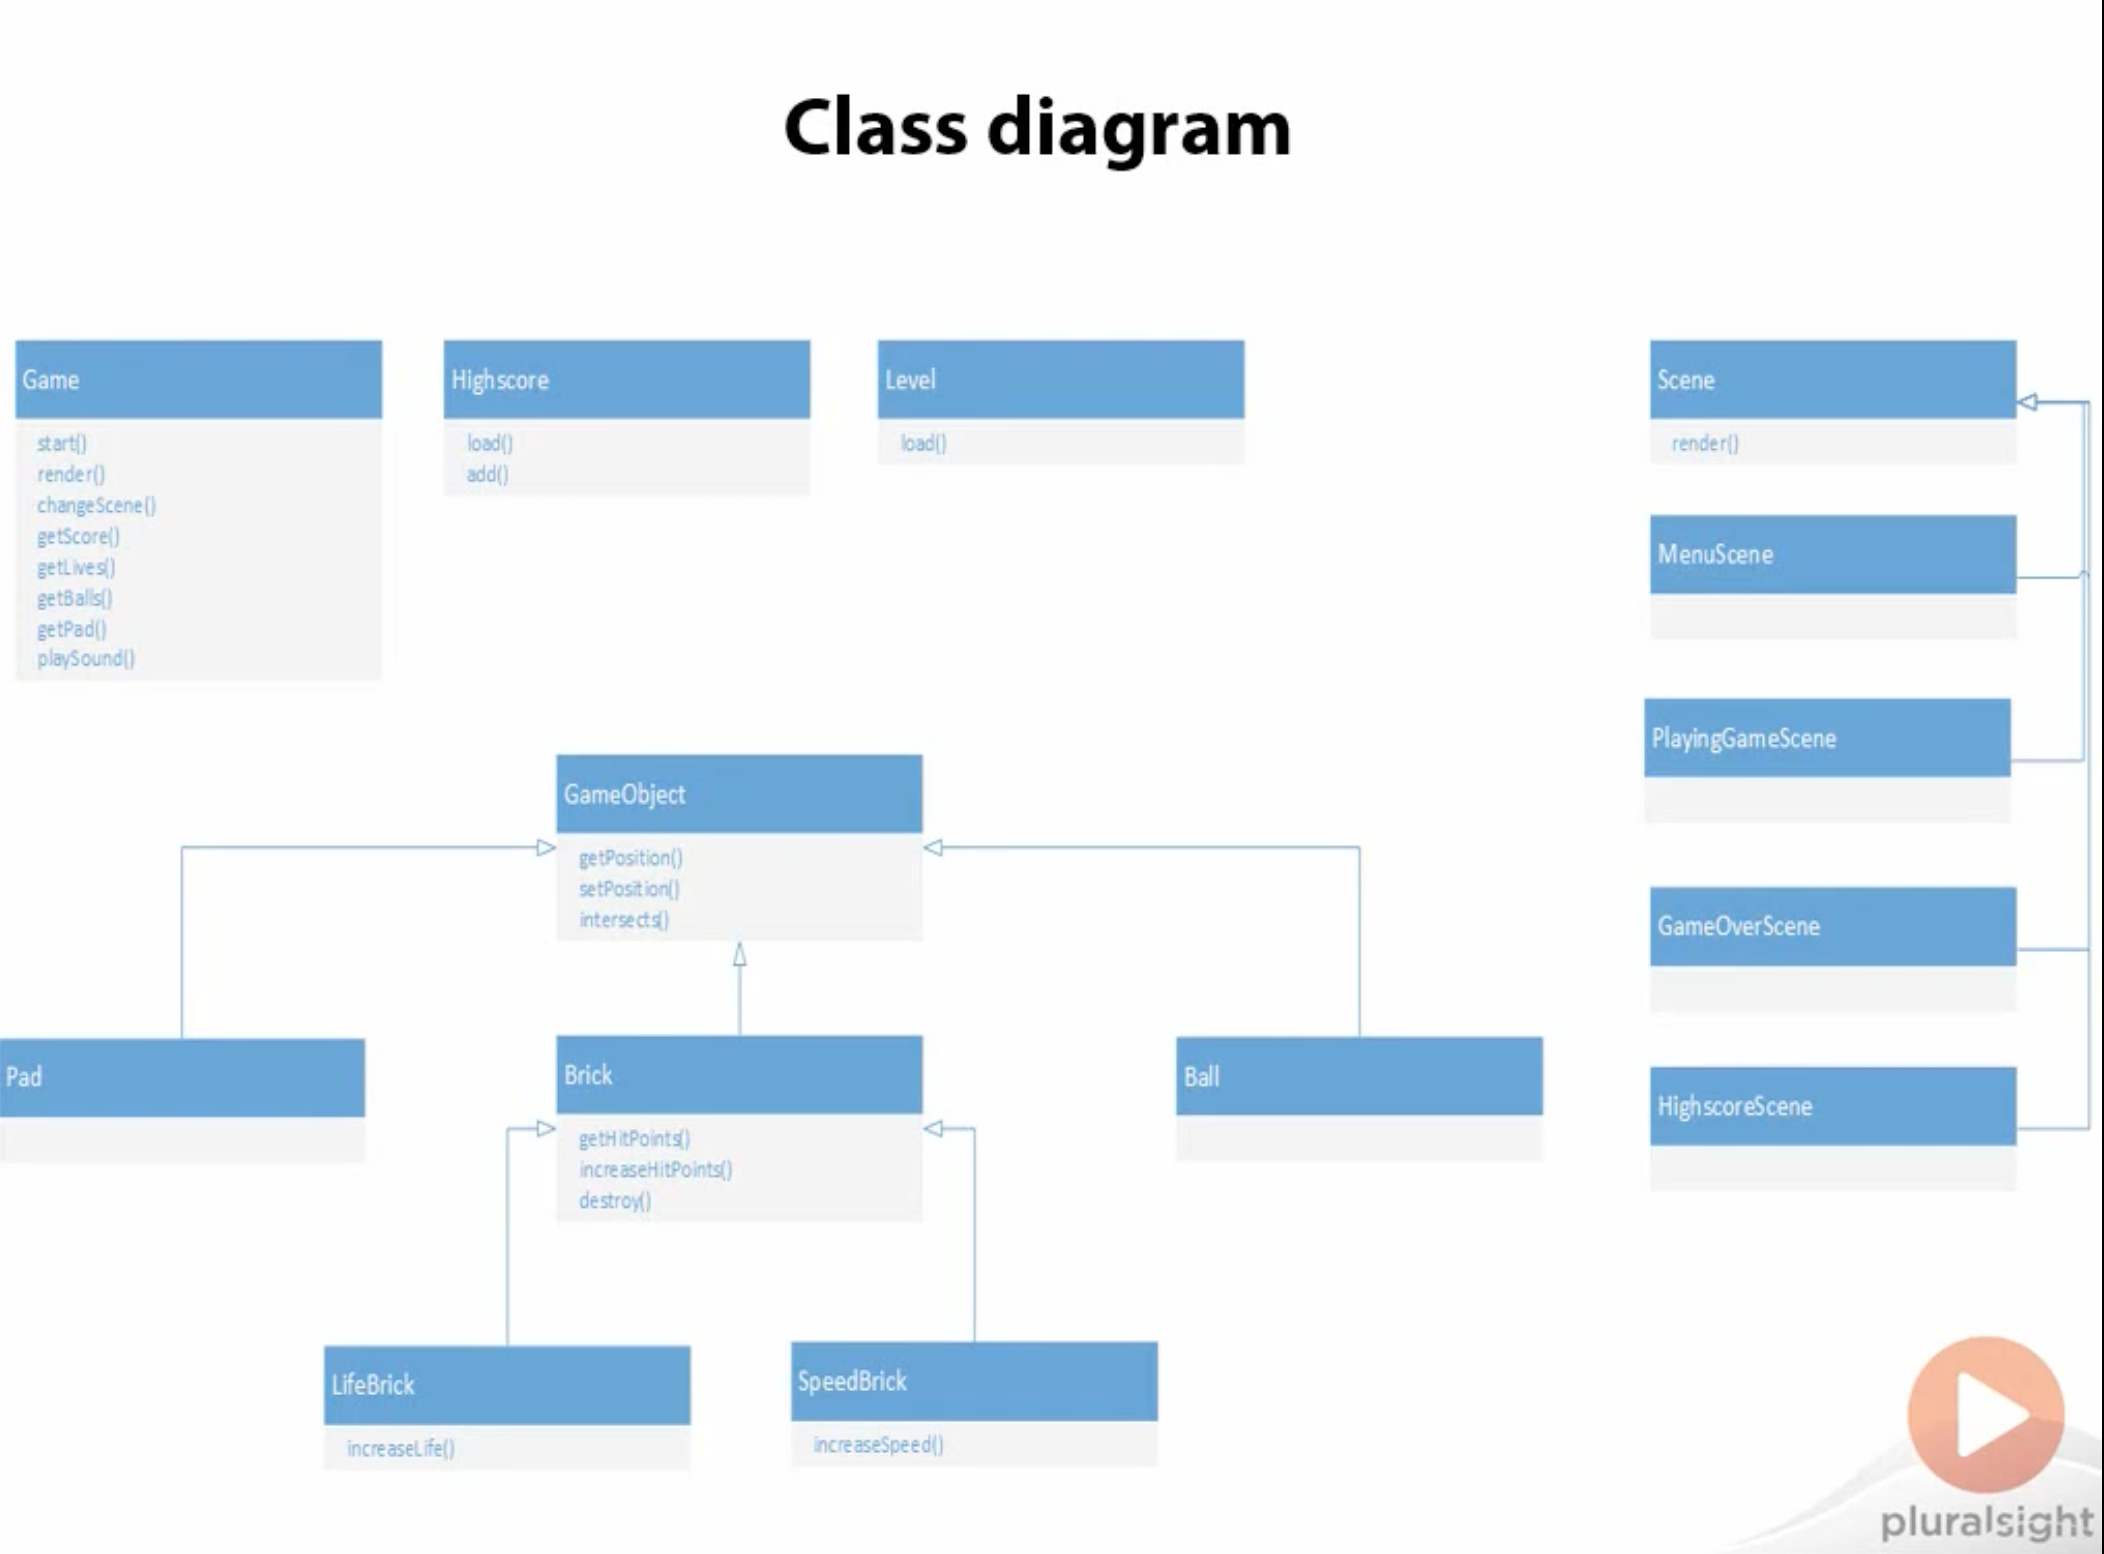 Class diagram
Game
start()
render()
changeScene()
getScore()
getLives()
getBalls()
getPad()
playSound()
Highscore
load()
add()
Level
load()
Scene
render()
MenuScene
PlayingGameScene
GameOverScene
HighscoreScene
GameObject
getPosition()
setPosition()
intersects()
Pad
Brick
getHitPoints()
increaseHitPoints()
destroy()
Ball
LifeBrick
increaseLife()
SpeedBrick
increaseSpeed()
pluralsight